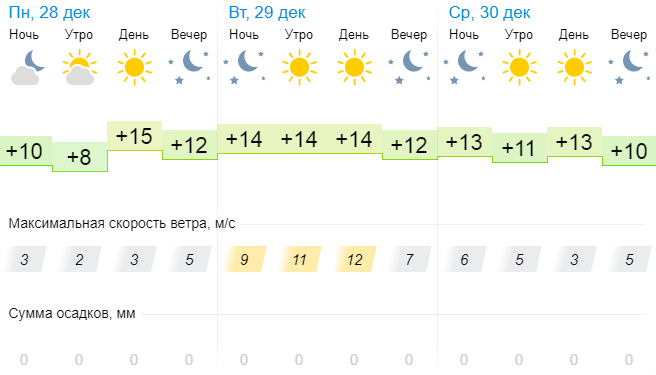 Пн, 28 дек Вт, 29 дек Ср, 30 дек
Ночь Утро День Вечер Ночь Утро День Вечер Ночь Утро День Вечер
+10 +8 +15 +12 +14 +14 +14 +12 +13 +11 +13 +10
Максимальная скорость ветра, м/с
3 2 3 5 9 11 12 7 6 5 3 5
Сумма осадков, мм
0 0 0 0 0 0 0 0 0 0 0 0